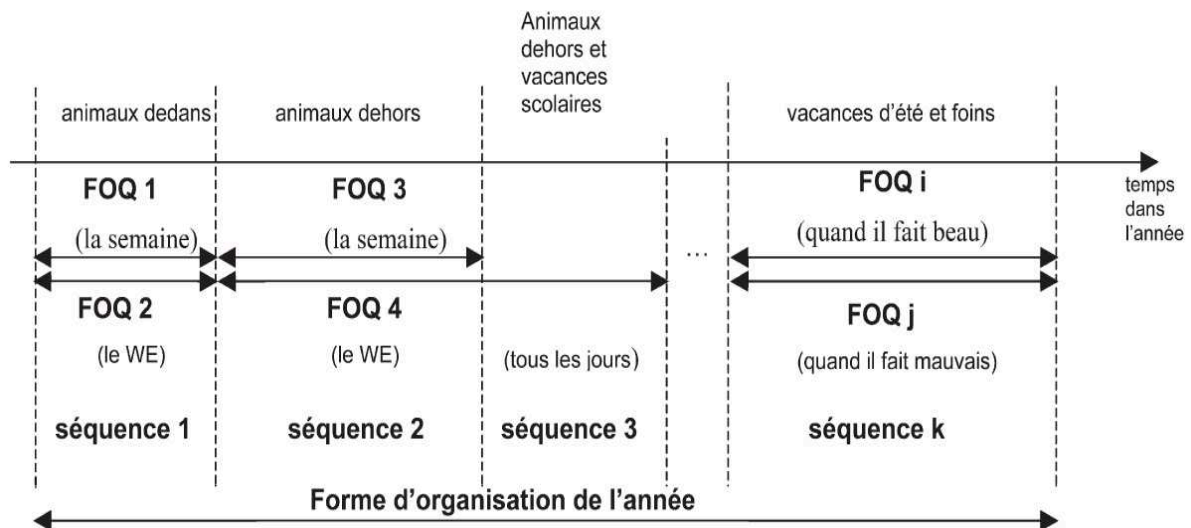 Animaux
dehors et
vacances
scolaires
animaux dedans
animaux dehors
vacances d'été et foins
temps
dans
l'année
FOQ 1
FOQ 3
FOQ i
(la semaine)
(la semaine)
(quand il fait beau)
...
FOQ 2
FOQ 4
FOQ j
(le WE)
(le WE)
(tous les jours)
(quand il fait mauvais)
séquence 1
séquence 2
séquence 3
séquence k
Forme d'organisation de l'année